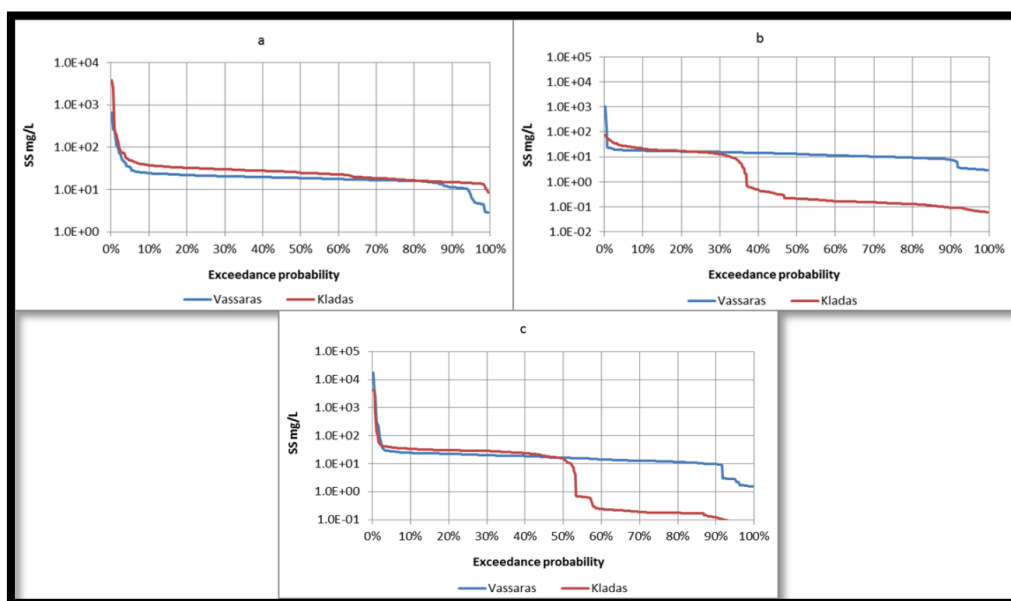 a
1.0E+04
1.0E+03
1.0E+02
1.0E+01
1.0E+00
SS mg/L
0% 10% 20% 30% 40% 50% 60% 70% 80% 90% 100%
Exceedance probability
Vassaras Kladas
b
1.0E+05
1.0E+04
1.0E+03
1.0E+02
1.0E+01
1.0E+00
1.0E-01
1.0E-02
SS mg/L
0% 10% 20% 30% 40% 50% 60% 70% 80% 90% 100%
Exceedance probability
Vassaras Kladas
c
1.0E+05
1.0E+04
1.0E+03
1.0E+02
1.0E+01
1.0E+00
1.0E-01
SS mg/L
0% 10% 20% 30% 40% 50% 60% 70% 80% 90% 100%
Exceedance probability
Vassaras Kladas